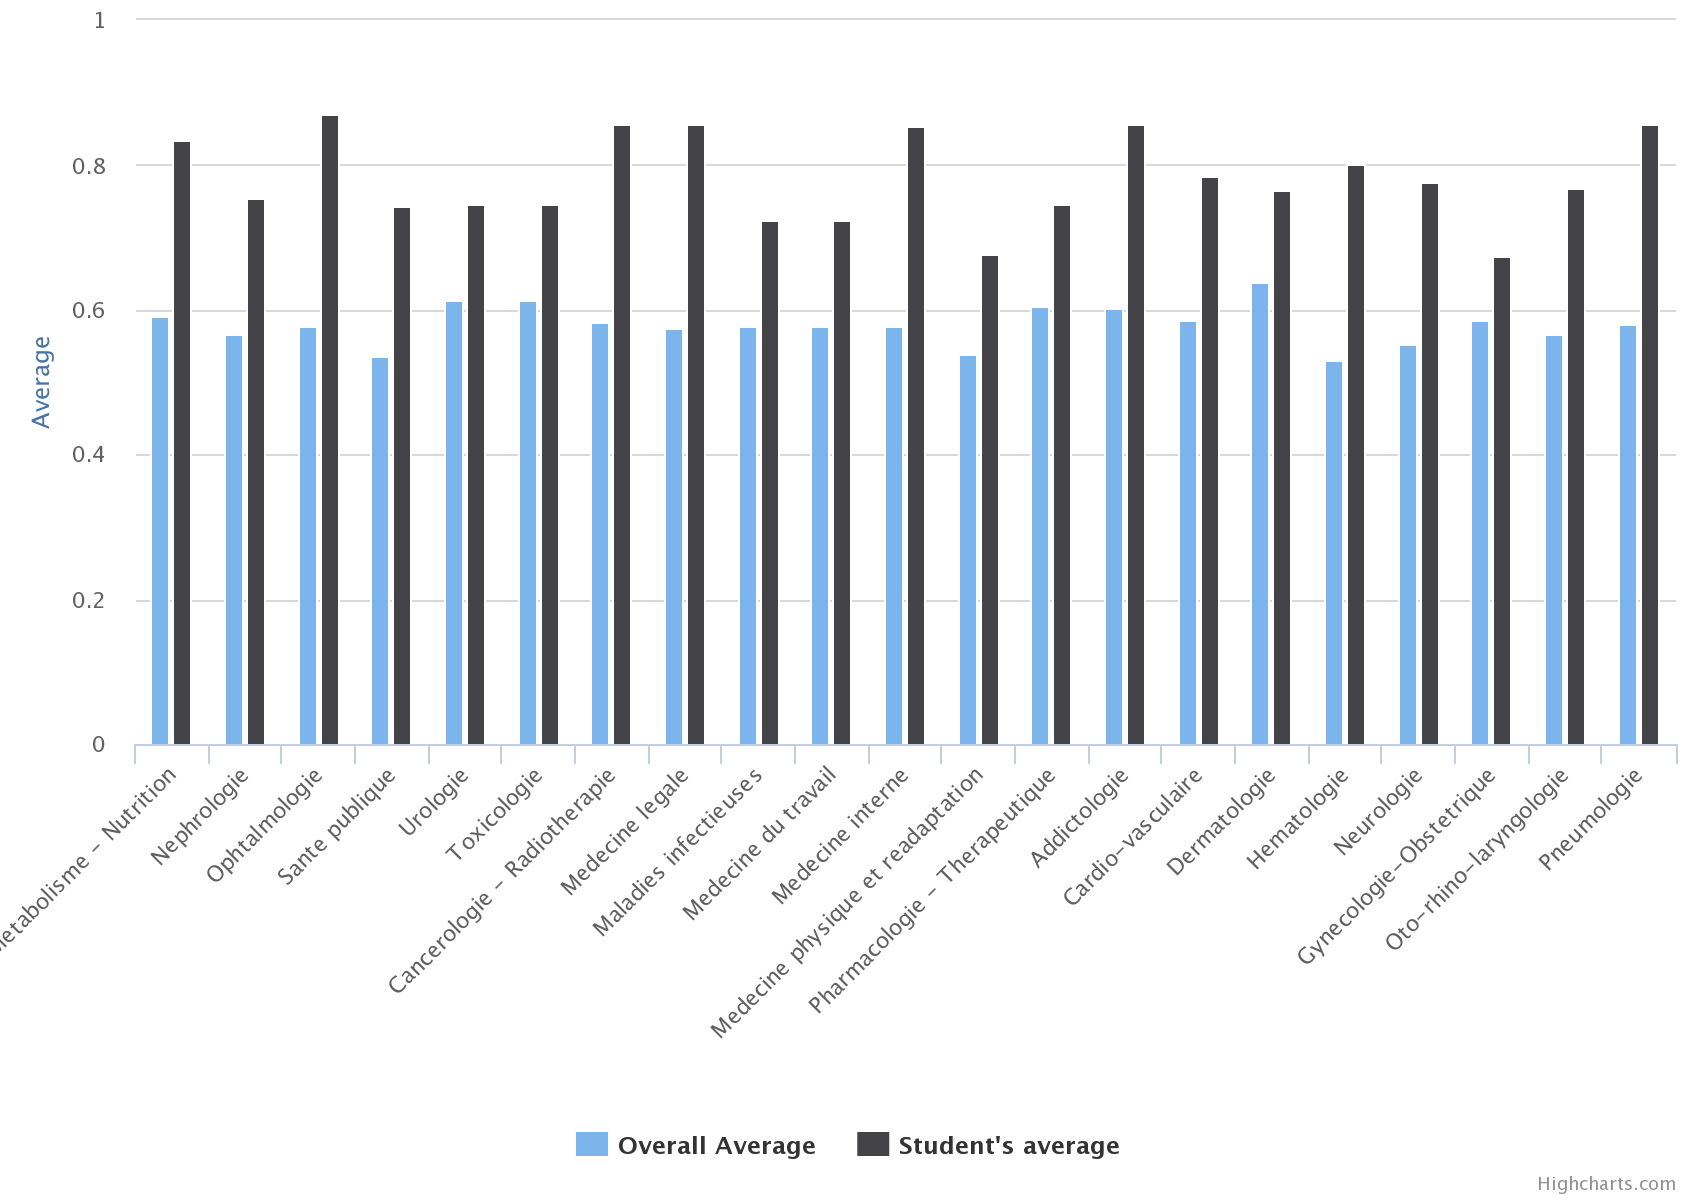 1
0.8
0.6
0.4
0.2
0
Average
Nutrition
Nephrologie
Ophtalmologie
Sante publique
Urologie
Toxicologie
Cancerologie - Radiotherapie
Medecine legale
Maladies infectieuses
Medecine du travail
Medecine interne
Medecine physique et readaptation
Pharmacologie - Therapeutique
Addictologie
Cardio-vasculaire
Dermatologie
Hematologie
Neurologie
Gynecologie-Obstetrique
Oto-rhino-laryngologie
Pneumologie
Overall Average
Student's average
Highcharts.com